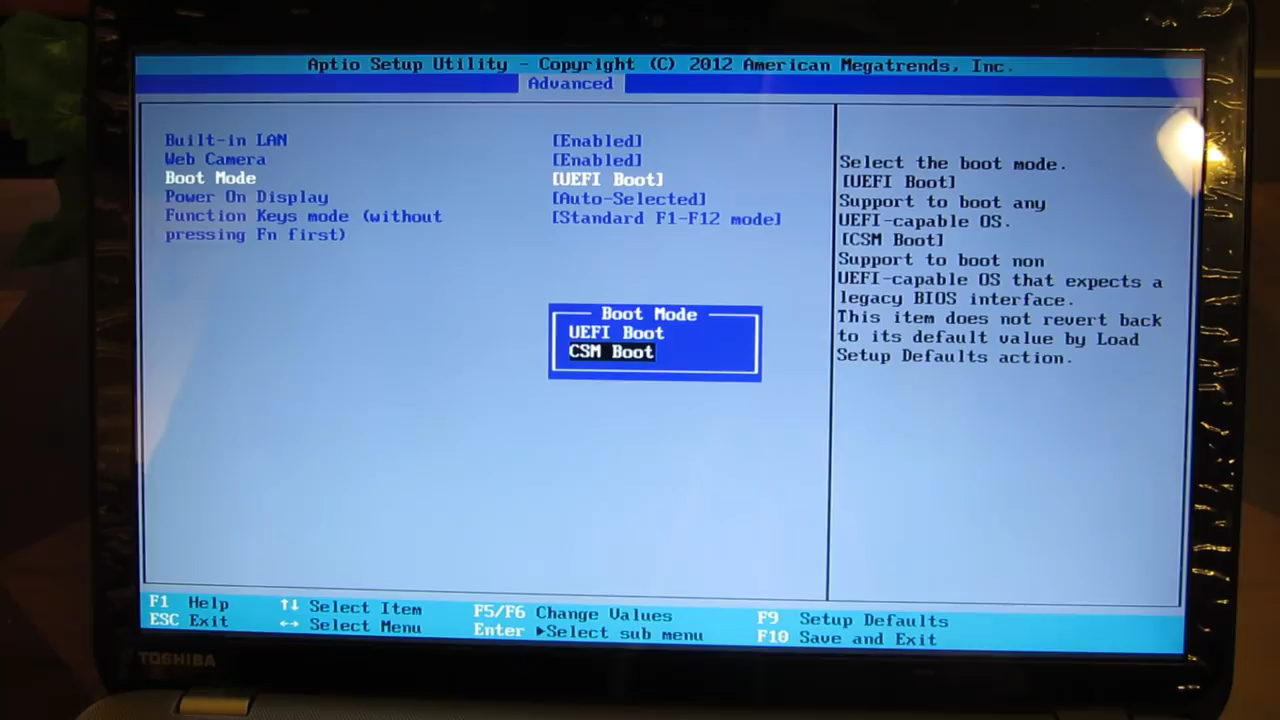 Aptio Setup Utility - Copyright (C) 2012 American Megatrends, Inc.
Advanced
Built-in LAN [Enabled]
Web Camera [Enabled]
Boot Mode [UEFI Boot]
Power On Display [Auto-Selected]
Function Keys mode (without [Standard F1-F12 mode]
pressing Fn first)
Boot Mode
UEFI Boot
CSM Boot
Select the boot mode.
[UEFI Boot]
Support to boot any
UEFI-capable OS.
[CSM Boot]
Support to boot non
UEFI-capable OS that expects a
legacy BIOS interface.
This item does not revert back
to its default value by Load
Setup Defaults action.
F1 Help ↑↓ Select Item F5/F6 Change Values F9 Setup Defaults
ESC Exit ↔ Select Menu Enter ▶Select sub menu F10 Save and Exit
TOSHIBA